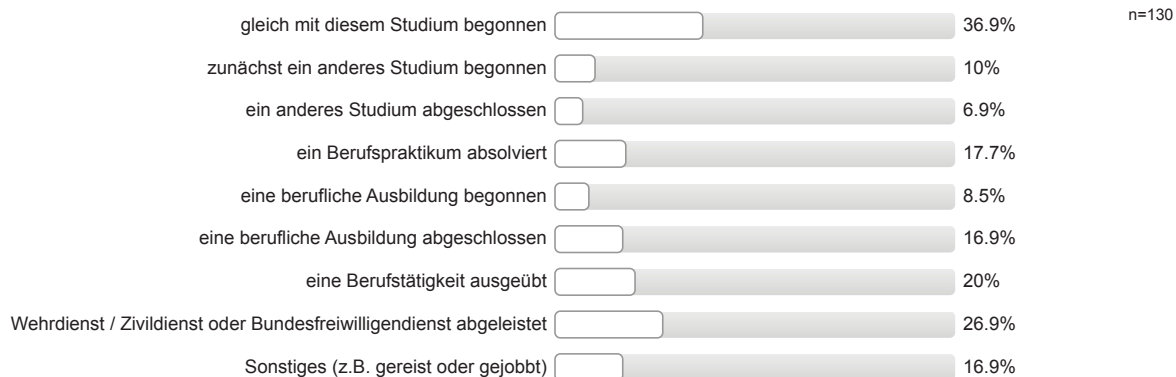 gleich mit diesem Studium begonnen 36.9% n=130
zunächst ein anderes Studium begonnen 10%
ein anderes Studium abgeschlossen 6.9%
ein Berufspraktikum absolviert 17.7%
eine berufliche Ausbildung begonnen 8.5%
eine berufliche Ausbildung abgeschlossen 16.9%
eine Berufstätigkeit ausgeübt 20%
Wehrdienst / Zivildienst oder Bundesfreiwilligendienst abgeleistet 26.9%
Sonstiges (z.B. gereist oder gejobbt) 16.9%